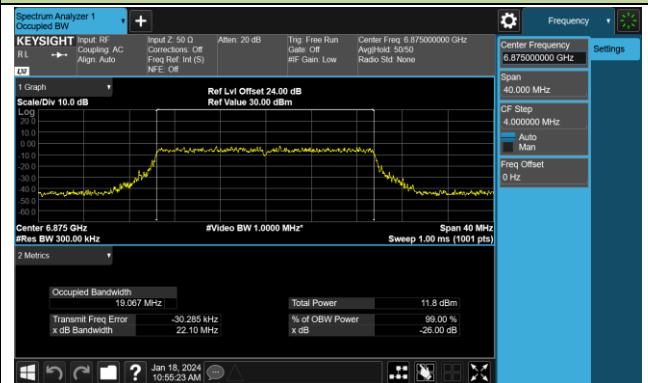 Spectrum Analyzer 1
Occupied BW
+
Frequency
KEYSIGHT
RL
LXI
Input: RF
Coupling: AC
Align: Auto
Input Z: 50 Ω
Corrections: Off
Freq Ref: Int (S)
NFE: Off
Atten: 20 dB
Trig: Free Run
Gate: Off
#IF Gain: Low
Center Freq: 6.875000000 GHz
Avg|Hold: 50/50
Radio Std: None
Center Frequency
6.875000000 GHz
Settings
Span
40.000 MHz
CF Step
4.000000 MHz
Auto
Man
Freq Offset
0 Hz
1 Graph
Scale/Div 10.0 dB
Ref Lvl Offset 24.00 dB
Ref Value 30.00 dBm
Log
20.0
10.0
0.00
-10.0
-20.0
-30.0
-40.0
-50.0
-60.0
Center 6.875 GHz
#Video BW 1.0000 MHz*
Span 40 MHz
#Res BW 300.00 kHz
Sweep 1.00 ms (1001 pts)
2 Metrics
Occupied Bandwidth
19.067 MHz
Total Power
11.8 dBm
Transmit Freq Error
-30.285 kHz
% of OBW Power
99.00 %
x dB Bandwidth
22.10 MHz
x dB
-26.00 dB
?
Jan 18, 2024
10:55:23 AM